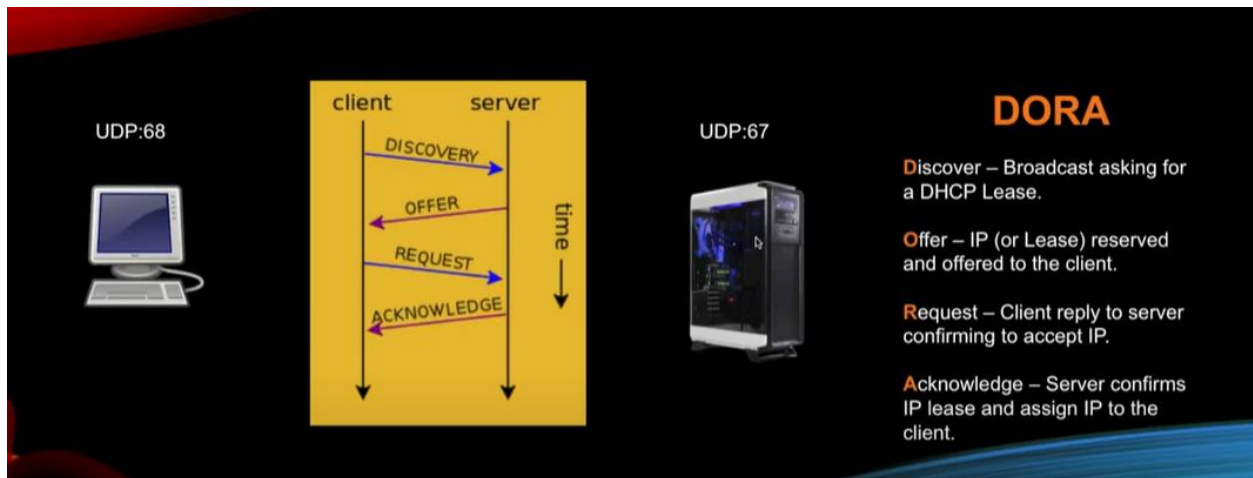 UDP:68
client
server
DISCOVERY
OFFER
REQUEST
ACKNOWLEDGE
time
UDP:67
DORA
Discover – Broadcast asking for
a DHCP Lease.
Offer – IP (or Lease) reserved
and offered to the client.
Request – Client reply to server
confirming to accept IP.
Acknowledge – Server confirms
IP lease and assign IP to the
client.